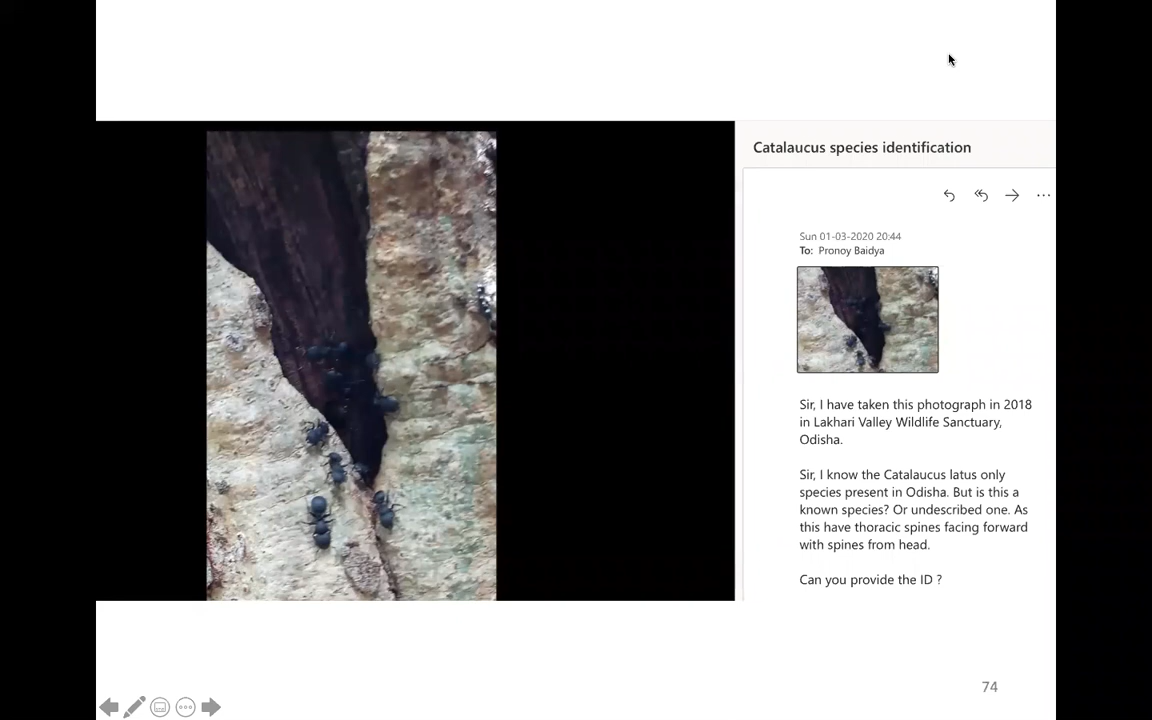 Catalaucus species identification
Sun 01-03-2020 20:44
To: Pronoy Baidya
Sir, I have taken this photograph in 2018
in Lakhari Valley Wildlife Sanctuary,
Odisha.
Sir, I know the Catalaucus latus only
species present in Odisha. But is this a
known species? Or undescribed one. As
this have thoracic spines facing forward
with spines from head.
Can you provide the ID ?
74